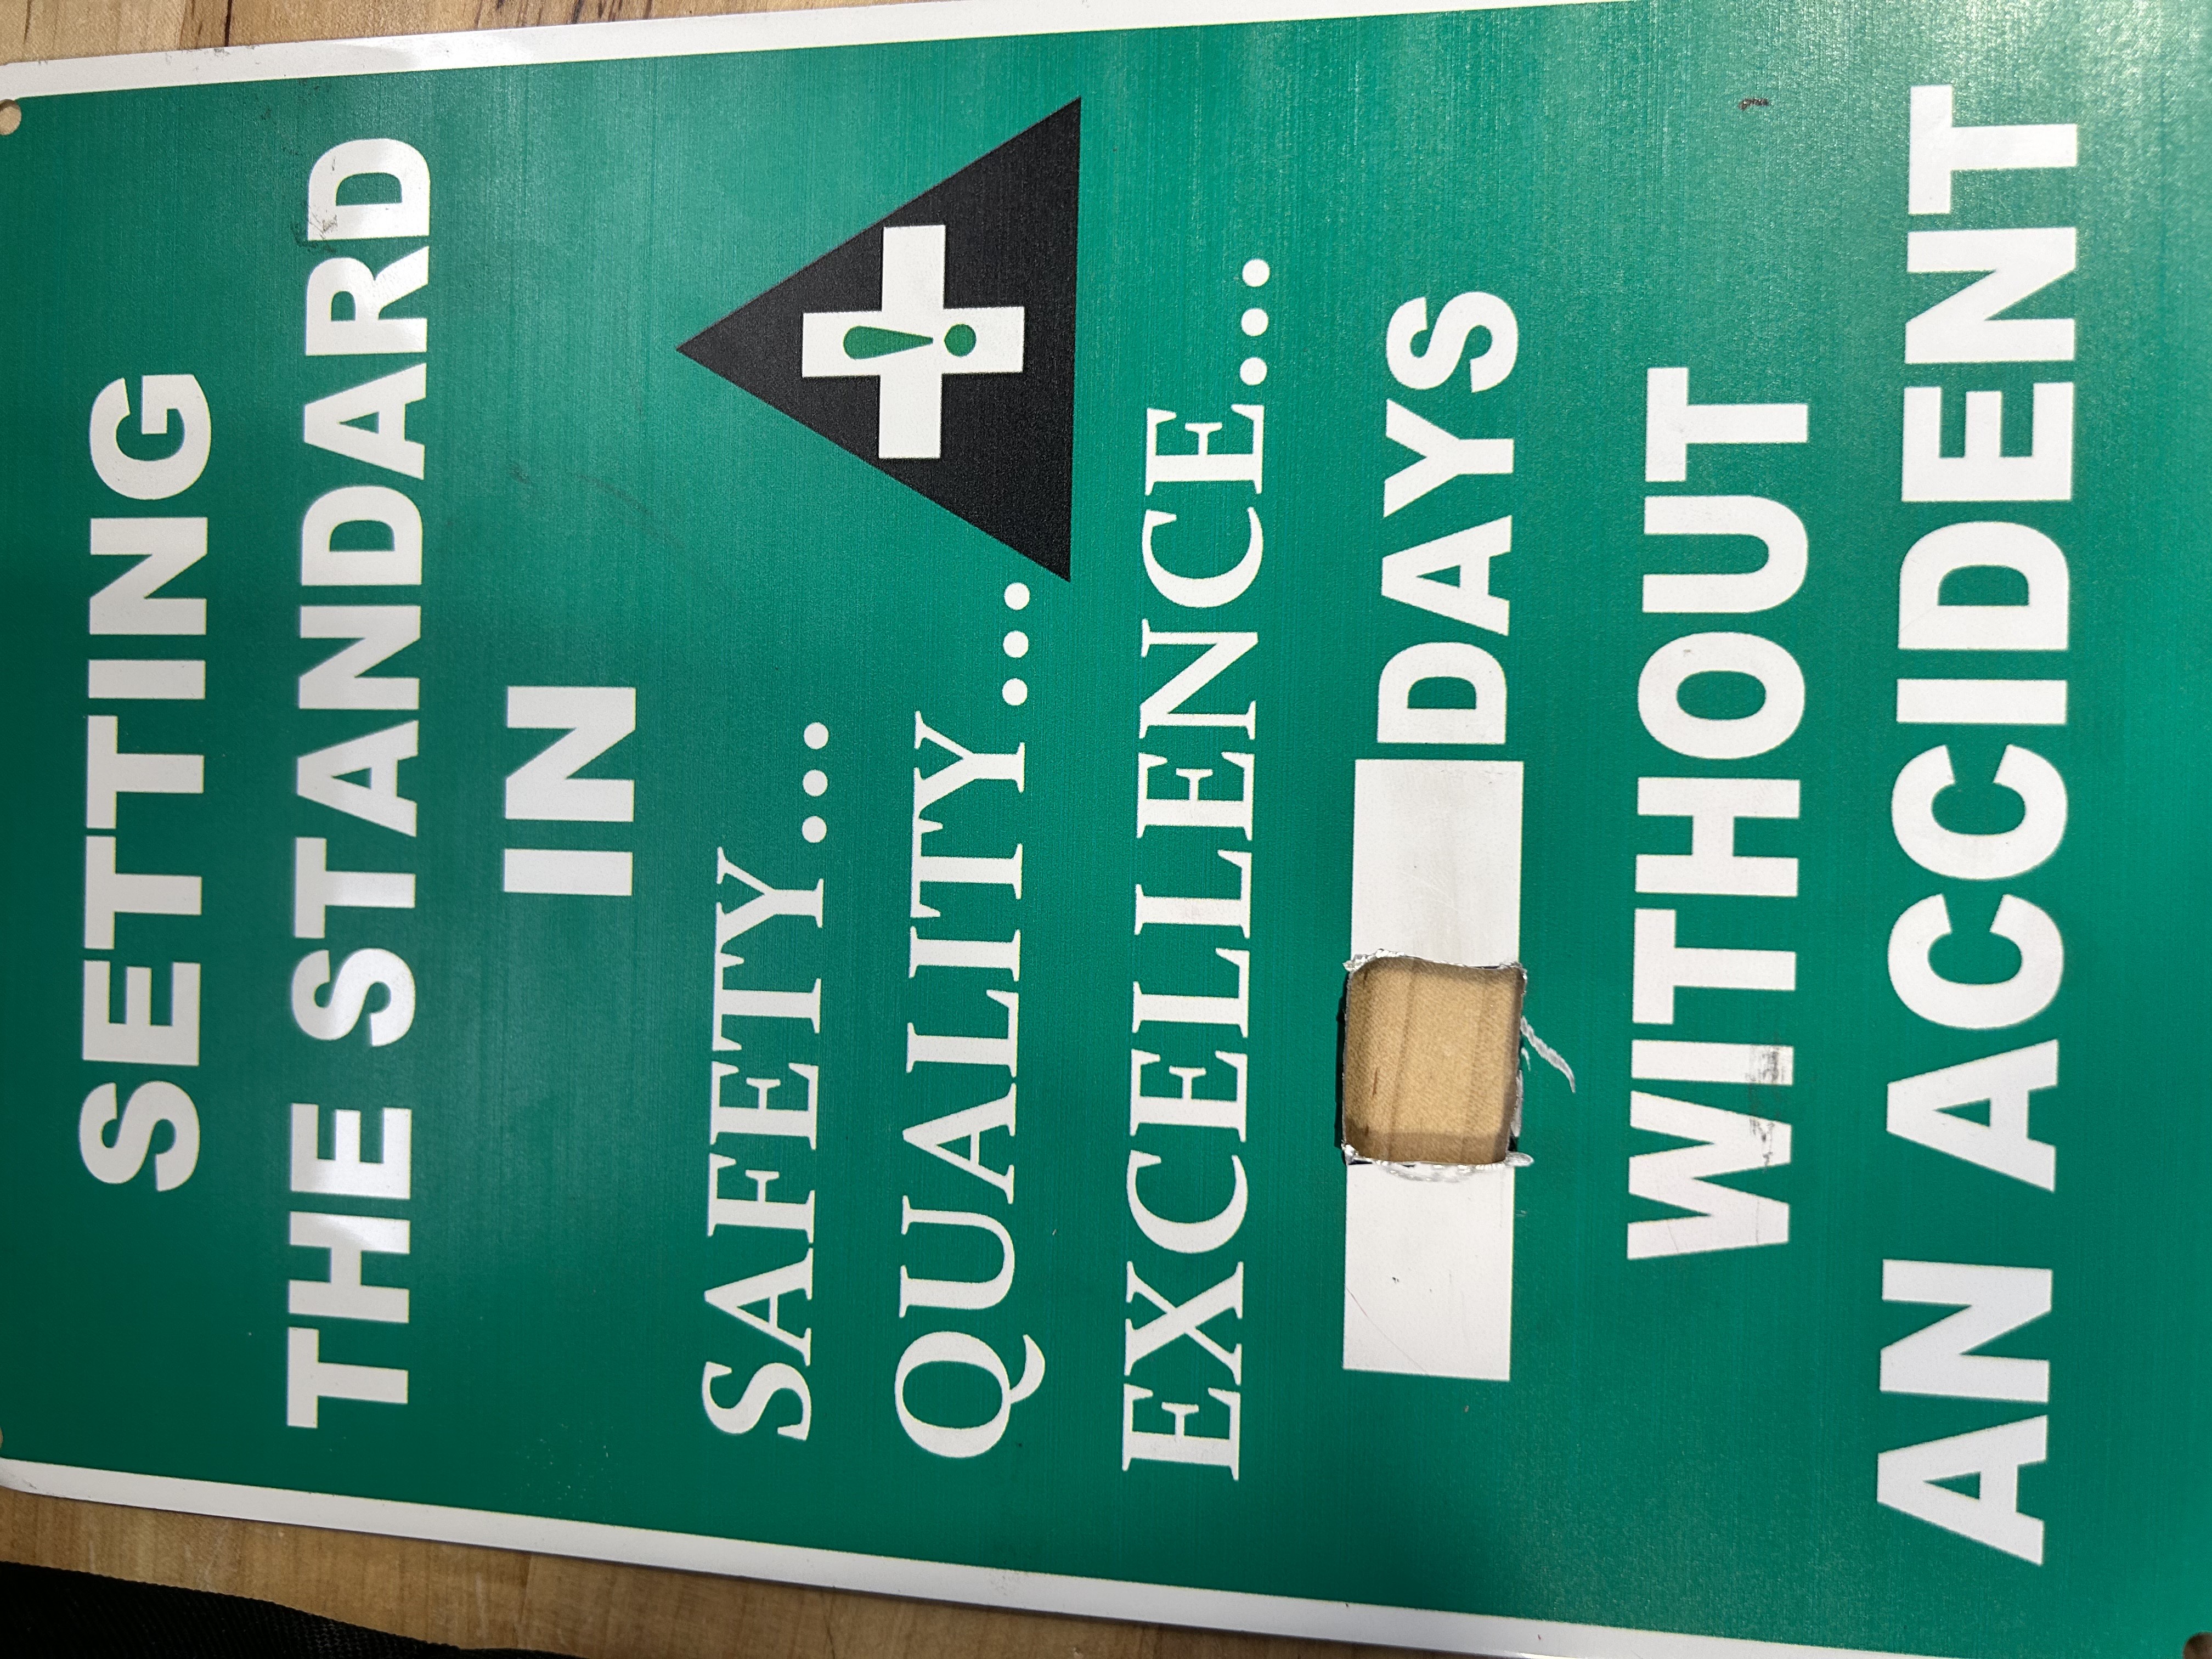 SETTING
THE STANDARD
IN
SAFETY...
QUALITY...
EXCELLENCE...
DAYS
WITHOUT
AN ACCIDENT